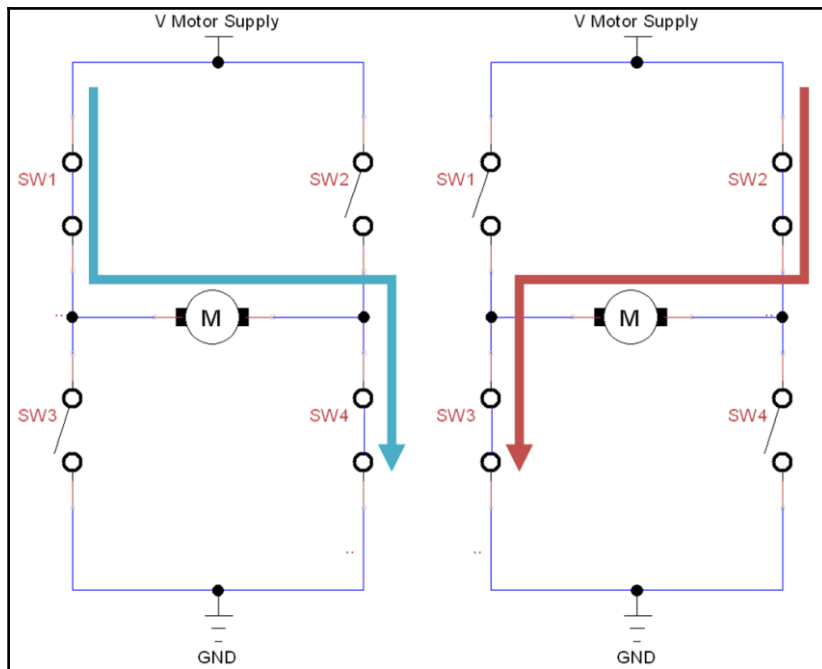 V Motor Supply
V Motor Supply
SW1
SW2
SW1
SW2
M
M
SW3
SW4
SW3
SW4
GND
GND